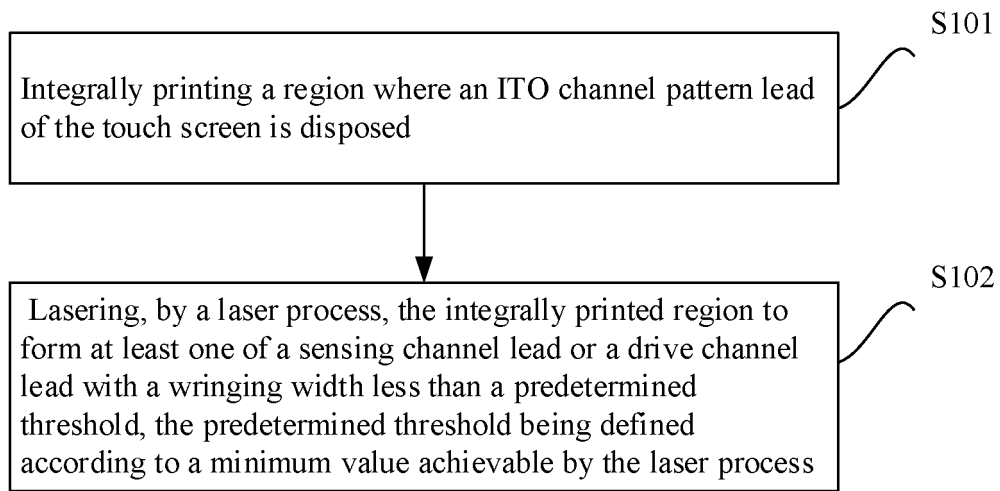 S101
Integrally printing a region where an ITO channel pattern lead
of the touch screen is disposed
S102
Lasering, by a laser process, the integrally printed region to
form at least one of a sensing channel lead or a drive channel
lead with a wringing width less than a predetermined
threshold, the predetermined threshold being defined
according to a minimum value achievable by the laser process